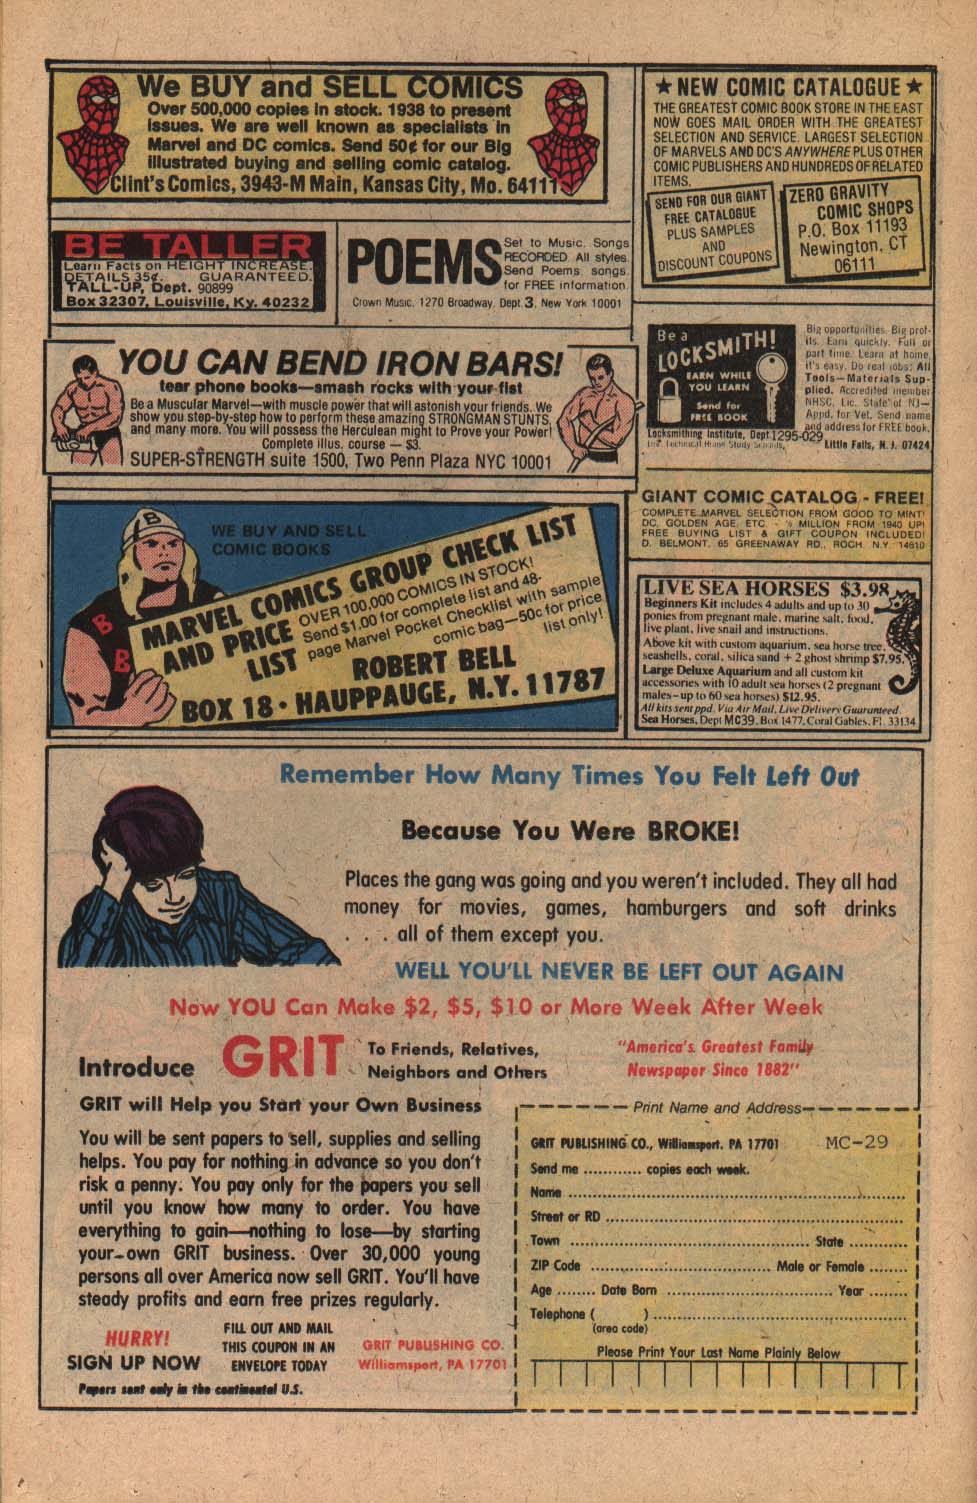 We BUY and SELL COMICS
Over 500,000 copies in stock. 1938 to present
issues. We are well known as specialists in
Marvel and DC comics. Send 50¢ for our Big
illustrated buying and selling comic catalog.
Clint's Comics, 3943-M Main, Kansas City, Mo. 64111
★ NEW COMIC CATALOGUE ★
THE GREATEST COMIC BOOK STORE IN THE EAST
NOW GOES MAIL ORDER WITH THE GREATEST
SELECTION AND SERVICE. LARGEST SELECTION
OF MARVELS AND DC'S ANYWHERE PLUS OTHER
COMIC PUBLISHERS AND HUNDREDS OF RELATED
ITEMS.
SEND FOR OUR GIANT
FREE CATALOGUE
PLUS SAMPLES
AND
DISCOUNT COUPONS
ZERO GRAVITY
COMIC SHOPS
P.O. Box 11193
Newington, CT
06111
BE TALLER
Learn Facts on HEIGHT INCREASE.
DETAILS 35¢. GUARANTEED.
TALL-UP, Dept. 90899
Box 32307, Louisville, Ky. 40232
POEMS
Set to Music. Songs
RECORDED. All styles.
Send Poems, songs,
for FREE information.
Crown Music, 1270 Broadway, Dept. 3, New York 10001
Be a
LOCKSMITH!
EARN WHILE
YOU LEARN
Send for
FREE BOOK
Big opportunities. Big prof-
its. Earn quickly. Full or
part time. Learn at home,
it's easy. Do real jobs: All
Tools—Materials Sup-
plied. Accredited member
NHSC, Lic. State of NJ—
Appd. for Vet. Send name
and address for FREE book.
Locksmithing Institute, Dept 1295-029
Div. Technical Home Study Schools,
Little Falls, N.J. 07424
YOU CAN BEND IRON BARS!
tear phone books—smash rocks with your fist
Be a Muscular Marvel—with muscle power that will astonish your friends. We
show you step-by-step how to perform these amazing STRONGMAN STUNTS,
and many more. You will possess the Herculean might to Prove your Power!
Complete illus. course — $3.
SUPER-STRENGTH suite 1500, Two Penn Plaza NYC 10001
GIANT COMIC CATALOG - FREE!
COMPLETE MARVEL SELECTION FROM GOOD TO MINT!
DC, GOLDEN AGE, ETC. - ½ MILLION FROM 1940 UP!
FREE BUYING LIST & GIFT COUPON INCLUDED!
D. BELMONT, 65 GREENAWAY RD., ROCH. N.Y. 14610
B
B
B
WE BUY AND SELL
COMIC BOOKS
MARVEL COMICS GROUP CHECK LIST
AND PRICE
LIST
OVER 100,000 COMICS IN STOCK!
Send $1.00 for complete list and 48-
page Marvel Pocket Checklist with sample
comic bag—50c for price
list only!
ROBERT BELL
BOX 18 • HAUPPAUGE, N.Y. 11787
LIVE SEA HORSES $3.98
Beginners Kit includes 4 adults and up to 30
ponies from pregnant male, marine salt, food,
live plant, live snail and instructions.
Above kit with custom aquarium, sea horse tree,
seashells, coral, silica sand + 2 ghost shrimp $7.95.
Large Deluxe Aquarium and all custom kit
accessories with 10 adult sea horses (2 pregnant
males–up to 60 sea horses) $12.95.
All kits sent ppd. Via Air Mail, Live Delivery Guaranteed.
Sea Horses, Dept MC39, Box 1477, Coral Gables, Fl. 33134
Remember How Many Times You Felt Left Out
Because You Were BROKE!
Places the gang was going and you weren't included. They all had
money for movies, games, hamburgers and soft drinks
. . . all of them except you.
WELL YOU'LL NEVER BE LEFT OUT AGAIN
Now YOU Can Make $2, $5, $10 or More Week After Week
Introduce GRIT To Friends, Relatives,
Neighbors and Others
"America's Greatest Family
Newspaper Since 1882"
GRIT will Help you Start your Own Business
You will be sent papers to sell, supplies and selling
helps. You pay for nothing in advance so you don't
risk a penny. You pay only for the papers you sell
until you know how many to order. You have
everything to gain—nothing to lose—by starting
your own GRIT business. Over 30,000 young
persons all over America now sell GRIT. You'll have
steady profits and earn free prizes regularly.
HURRY!
SIGN UP NOW
FILL OUT AND MAIL
THIS COUPON IN AN
ENVELOPE TODAY
GRIT PUBLISHING CO.
Williamsport, PA 17701
Papers sent only in the continental U.S.
Print Name and Address
GRIT PUBLISHING CO., Williamsport, PA 17701 MC-29
Send me ........... copies each week.
Name
Street or RD
Town State
ZIP Code Male or Female
Age ........ Date Born Year
Telephone ( )
(area code)
Please Print Your Last Name Plainly Below